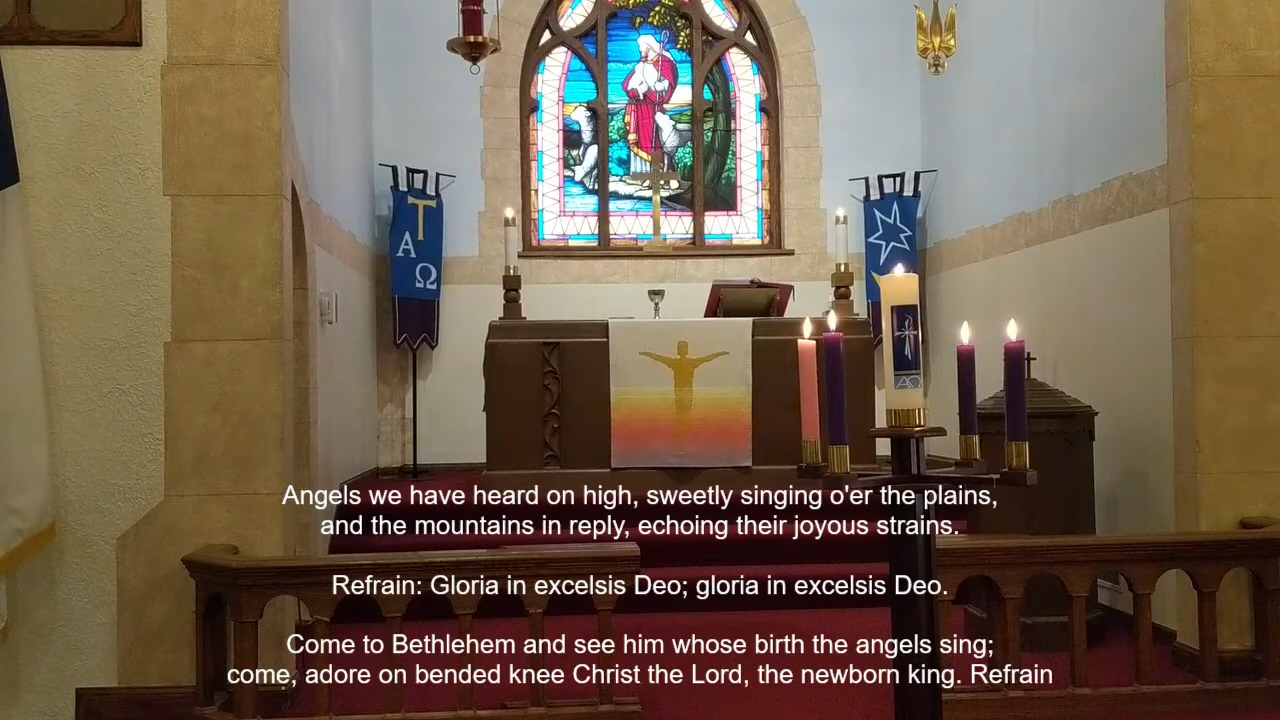 T
Α
Ω
ΑΩ
Angels we have heard on high, sweetly singing o'er the plains,
and the mountains in reply, echoing their joyous strains.
Refrain: Gloria in excelsis Deo; gloria in excelsis Deo.
Come to Bethlehem and see him whose birth the angels sing;
come, adore on bended knee Christ the Lord, the newborn king. Refrain